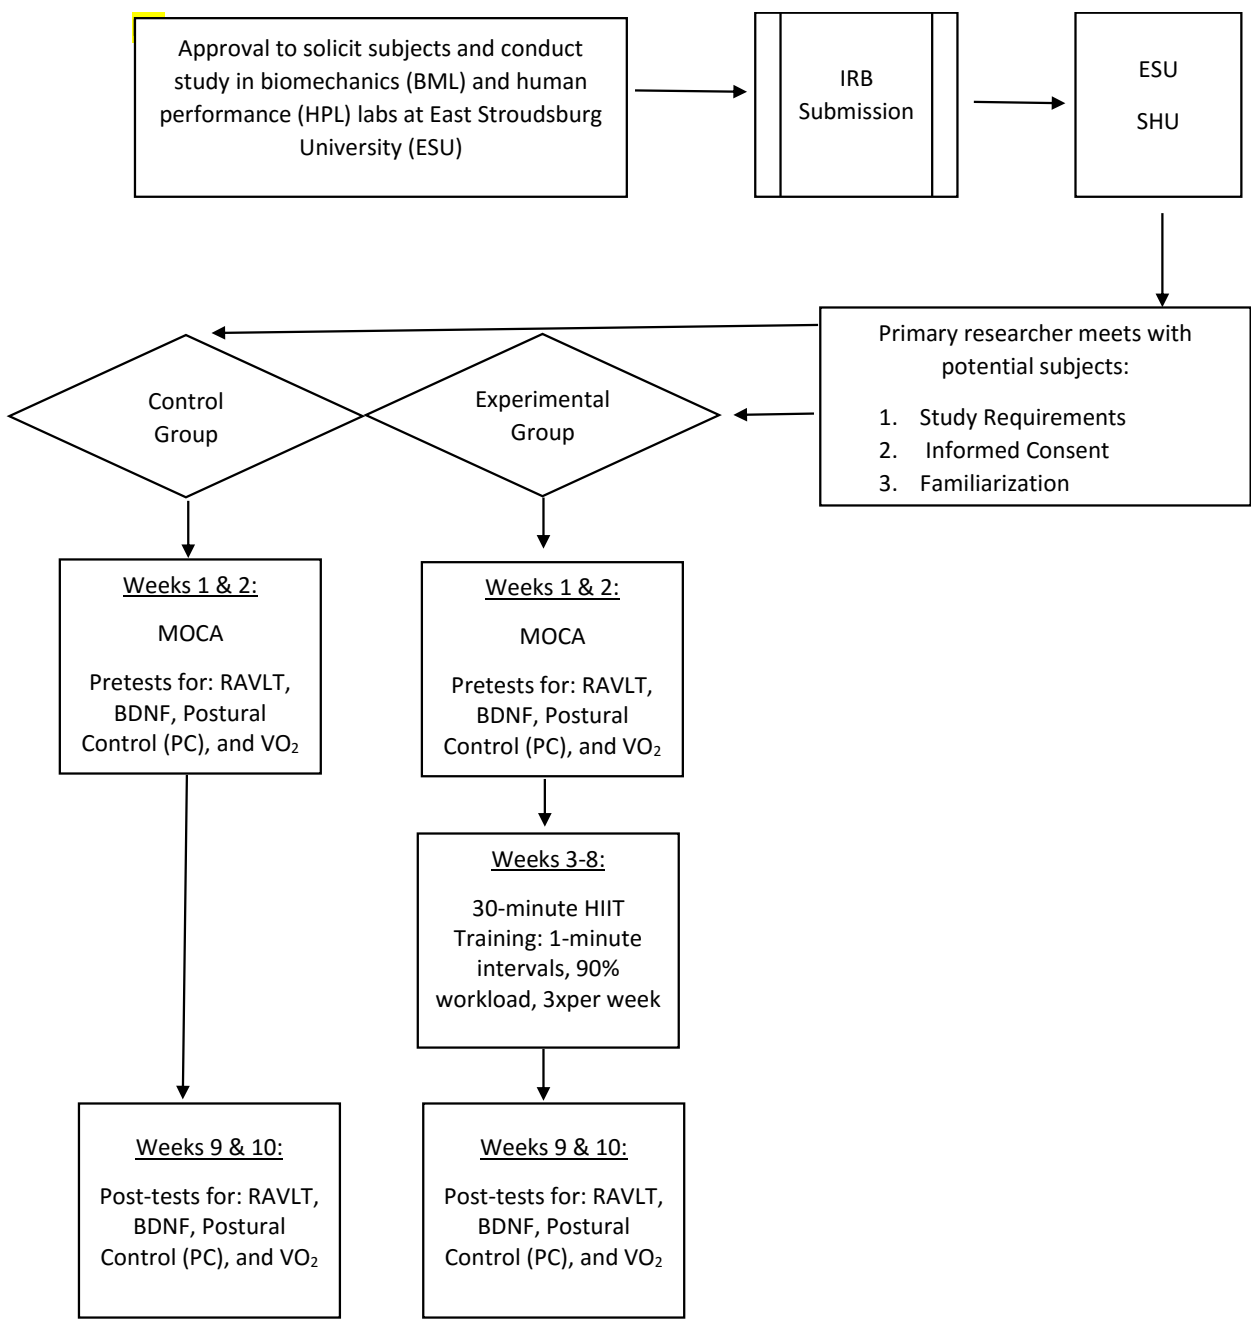 Approval to solicit subjects and conduct
study in biomechanics (BML) and human
performance (HPL) labs at East Stroudsburg
University (ESU)
IRB
Submission
ESU
SHU
Primary researcher meets with
potential subjects:
1. Study Requirements
2. Informed Consent
3. Familiarization
Control
Group
Experimental
Group
Weeks 1 & 2:
MOCA
Pretests for: RAVLT,
BDNF, Postural
Control (PC), and VO₂
Weeks 1 & 2:
MOCA
Pretests for: RAVLT,
BDNF, Postural
Control (PC), and VO₂
Weeks 3-8:
30-minute HIIT
Training: 1-minute
intervals, 90%
workload, 3xper week
Weeks 9 & 10:
Post-tests for: RAVLT,
BDNF, Postural
Control (PC), and VO₂
Weeks 9 & 10:
Post-tests for: RAVLT,
BDNF, Postural
Control (PC), and VO₂